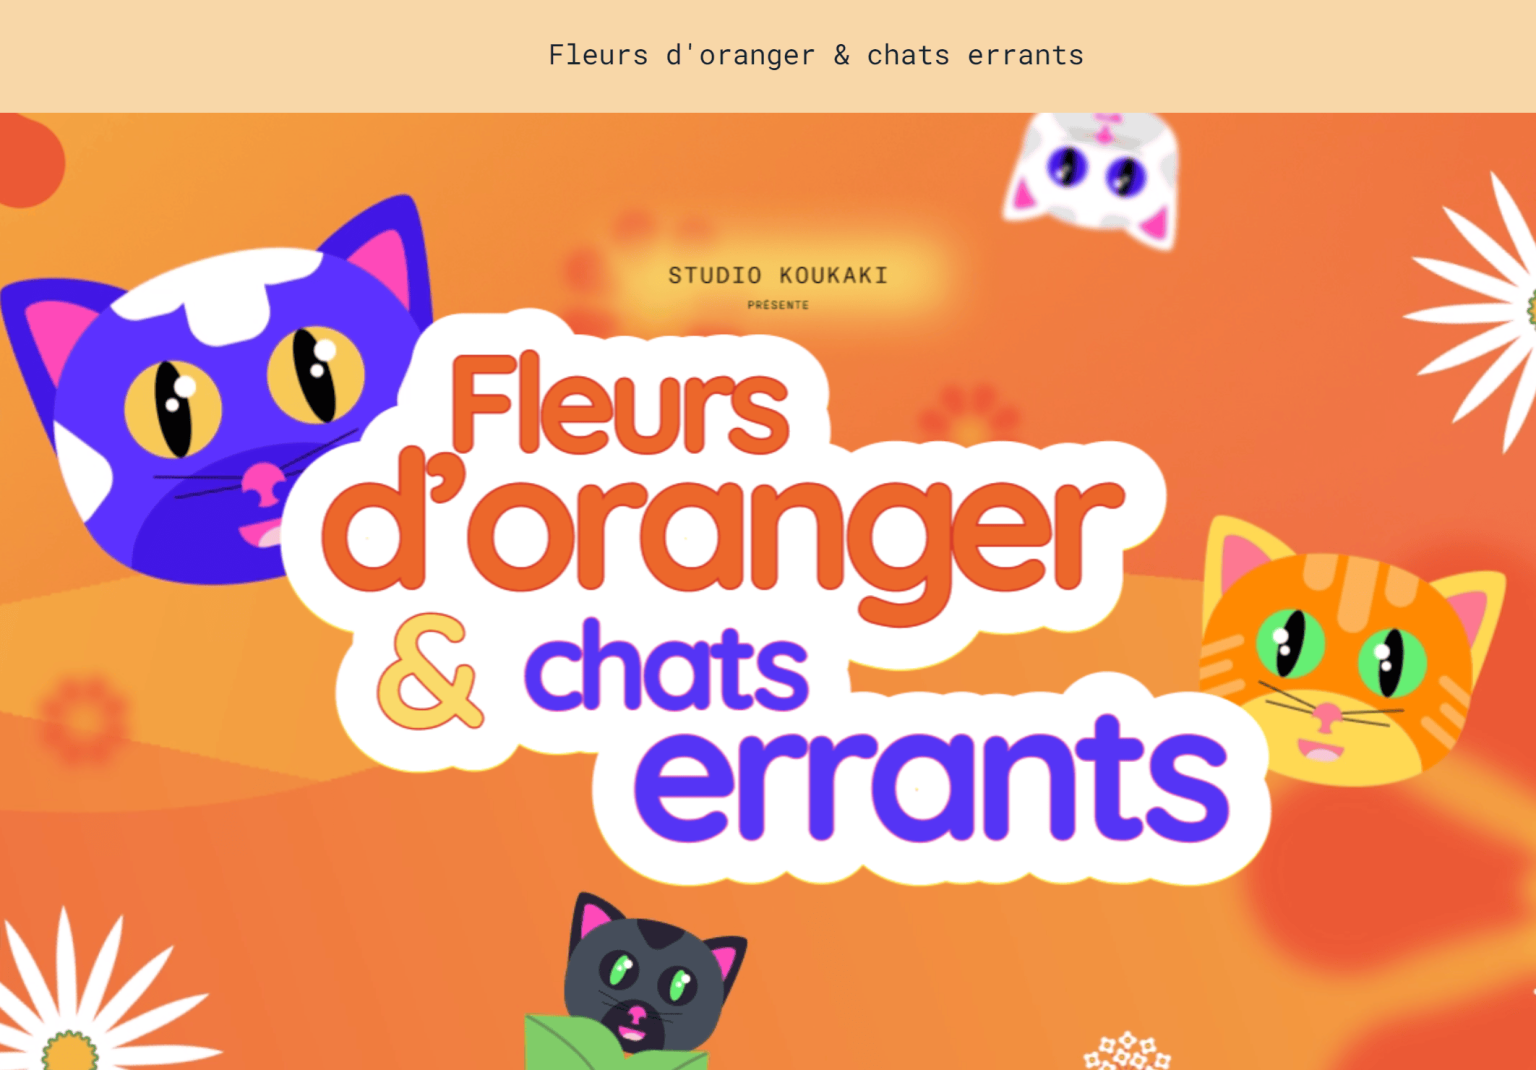 Fleurs d'oranger & chats errants
STUDIO KOUKAKI
PRÉSENTE
Fleurs
d’oranger
& chats
errants